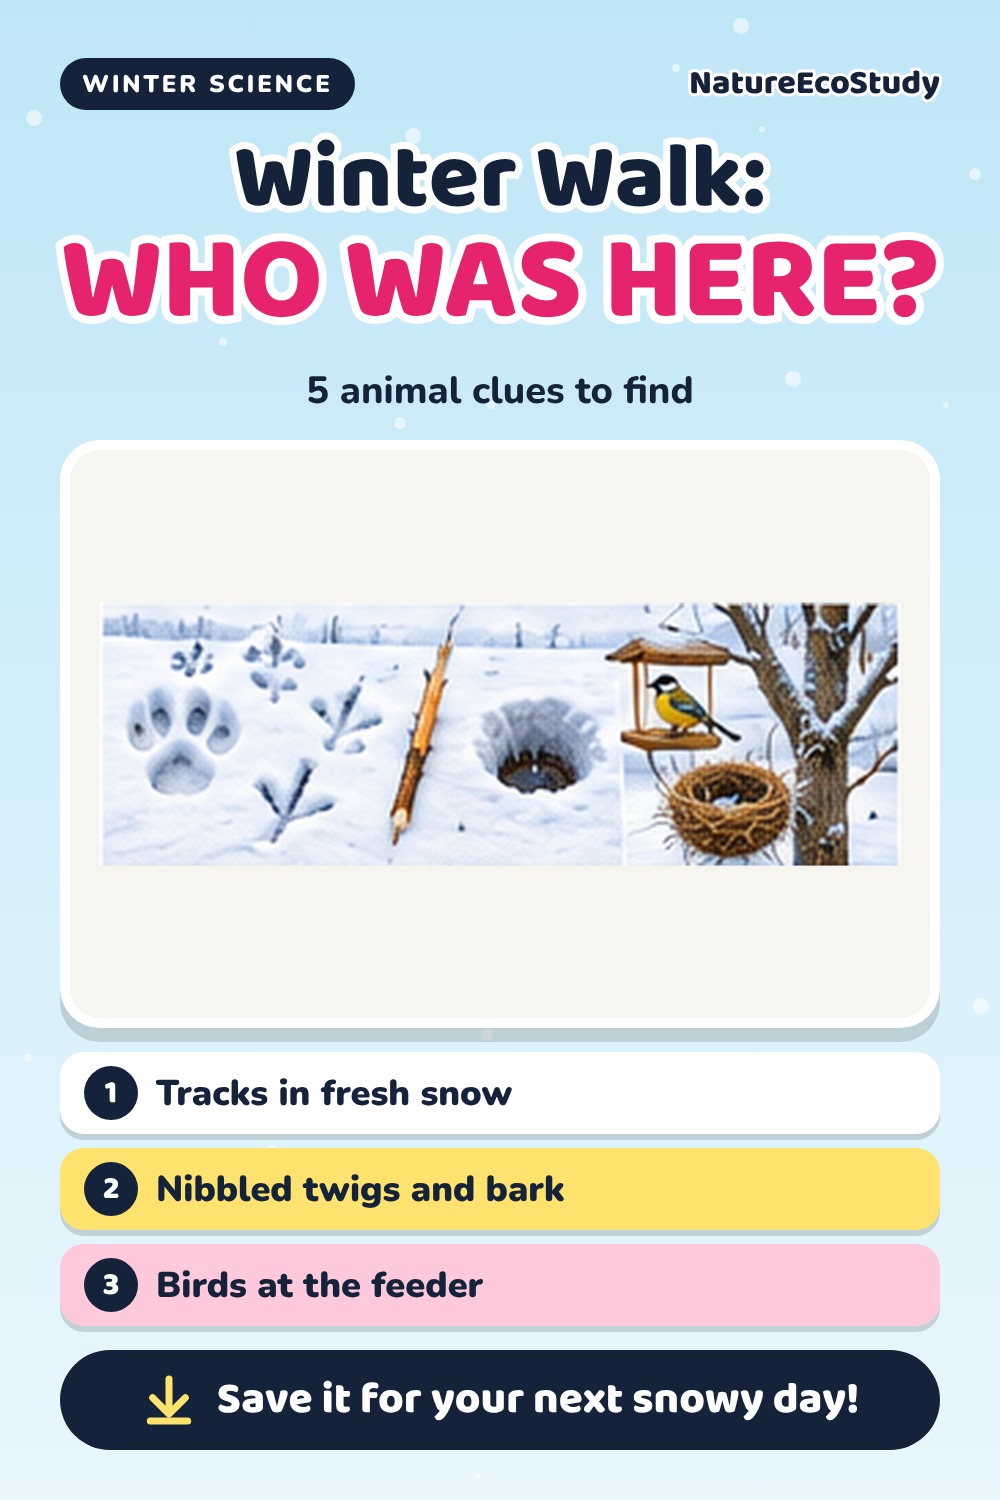 WINTER SCIENCE
NatureEcoStudy
Winter Walk:
WHO WAS HERE?
5 animal clues to find
1 Tracks in fresh snow
2 Nibbled twigs and bark
3 Birds at the feeder
Save it for your next snowy day!